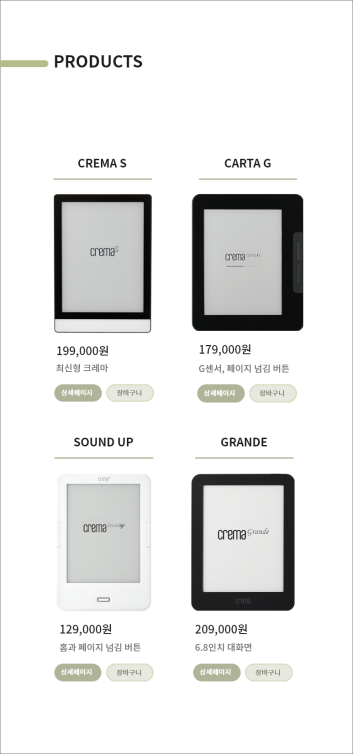 PRODUCTS
CREMA S
CARTA G
crema G
crema Carta G
199,000원
179,000원
최신형 크레마
G센서, 페이지 넘김 버튼
상세페이지
장바구니
상세페이지
장바구니
SOUND UP
GRANDE
crema
crema Grande
crema
129,000원
209,000원
홈과 페이지 넘김 버튼
6.8인치 대화면
상세페이지
장바구니
상세페이지
장바구니